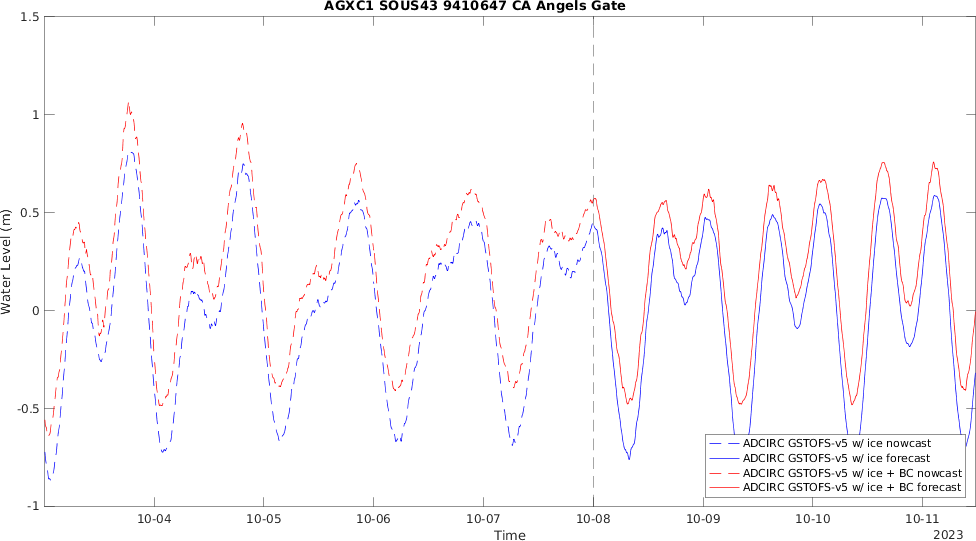 AGXC1 SOUS43 9410647 CA Angels Gate
1.5
1
0.5
0
-0.5
-1
Water Level (m)
10-04
10-05
10-06
10-07
10-08
10-09
10-10
10-11
Time
2023
ADCIRC GSTOFS-v5 w/ ice nowcast
ADCIRC GSTOFS-v5 w/ ice forecast
ADCIRC GSTOFS-v5 w/ ice + BC nowcast
ADCIRC GSTOFS-v5 w/ ice + BC forecast